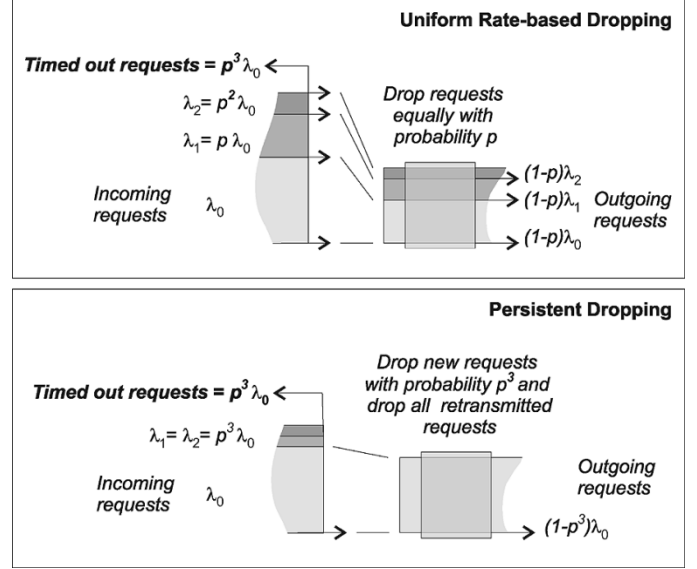 Uniform Rate-based Dropping
Timed out requests = p³λ₀
λ₂= p²λ₀
λ₁= p λ₀
Incoming
requests
λ₀
Drop requests
equally with
probability p
(1-p)λ₂
(1-p)λ₁
(1-p)λ₀
Outgoing
requests
Persistent Dropping
Timed out requests = p³λ₀
λ₁= λ₂= p³λ₀
Incoming
requests
λ₀
Drop new requests
with probability p³ and
drop all retransmitted
requests
Outgoing
requests
(1-p³)λ₀